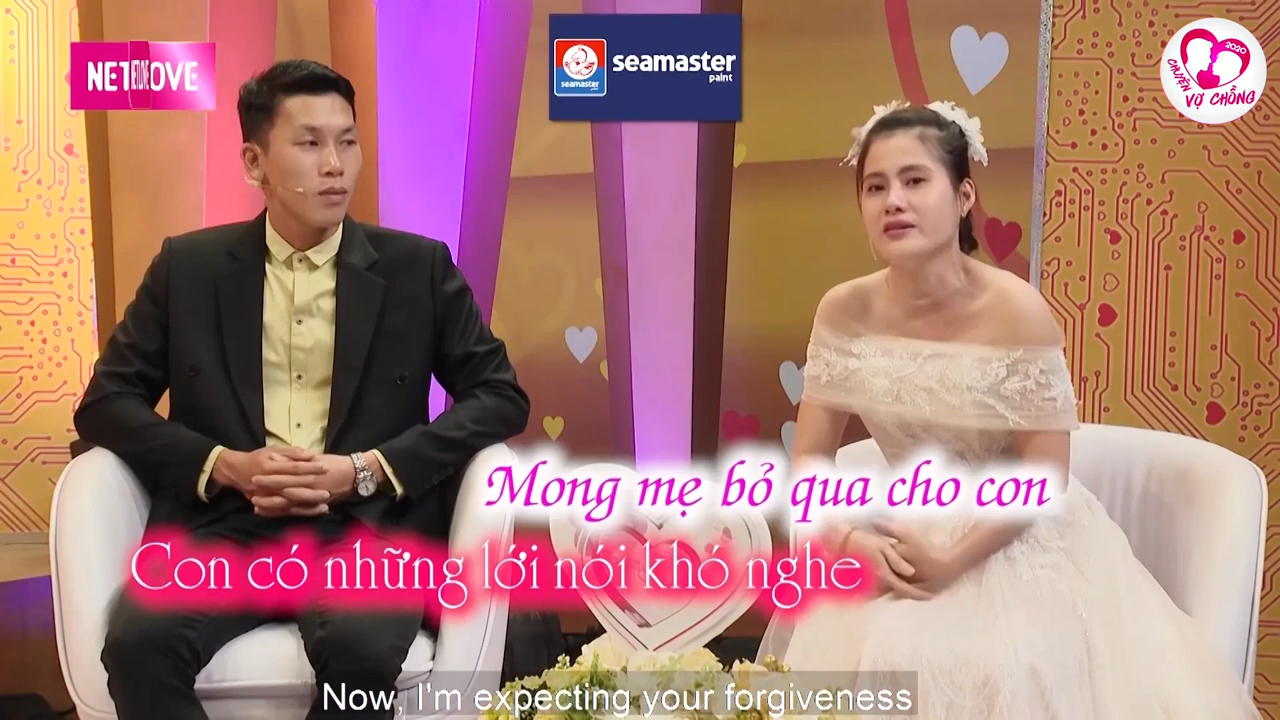 NETLOVE
seamaster
paint
seamaster
paint
2020
CHUYỆN
VỢ CHỒNG
Mong mẹ bỏ qua cho con
Con có những lới nói khó nghe
Now, I'm expecting your forgiveness